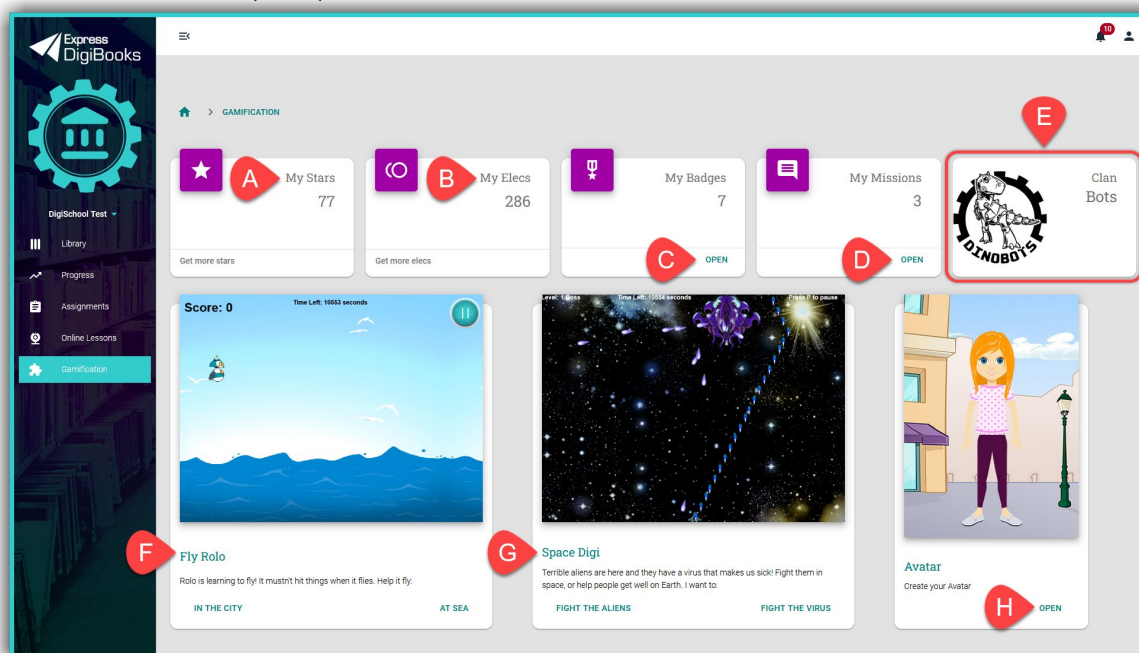 Express
DigiBooks
10
GAMIFICATION
E
A
My Stars
77
Get more stars
B
My Elecs
286
Get more elecs
My Badges
7
C
OPEN
My Missions
3
D
OPEN
DINOBOTS
Clan
Bots
DigiSchool Test
Library
Progress
Assignments
Online Lessons
Gamification
Score: 0
Time Left: 10553 seconds
F
Fly Rolo
Rolo is learning to fly! It mustn't hit things when it flies. Help it fly:
IN THE CITY
AT SEA
Level: 1 Boss
Time Left: 10554 seconds
Press P to pause
G
Space Digi
Terrible aliens are here and they have a virus that makes us sick! Fight them in
space, or help people get well on Earth. I want to:
FIGHT THE ALIENS
FIGHT THE VIRUS
Avatar
Create your Avatar
H
OPEN